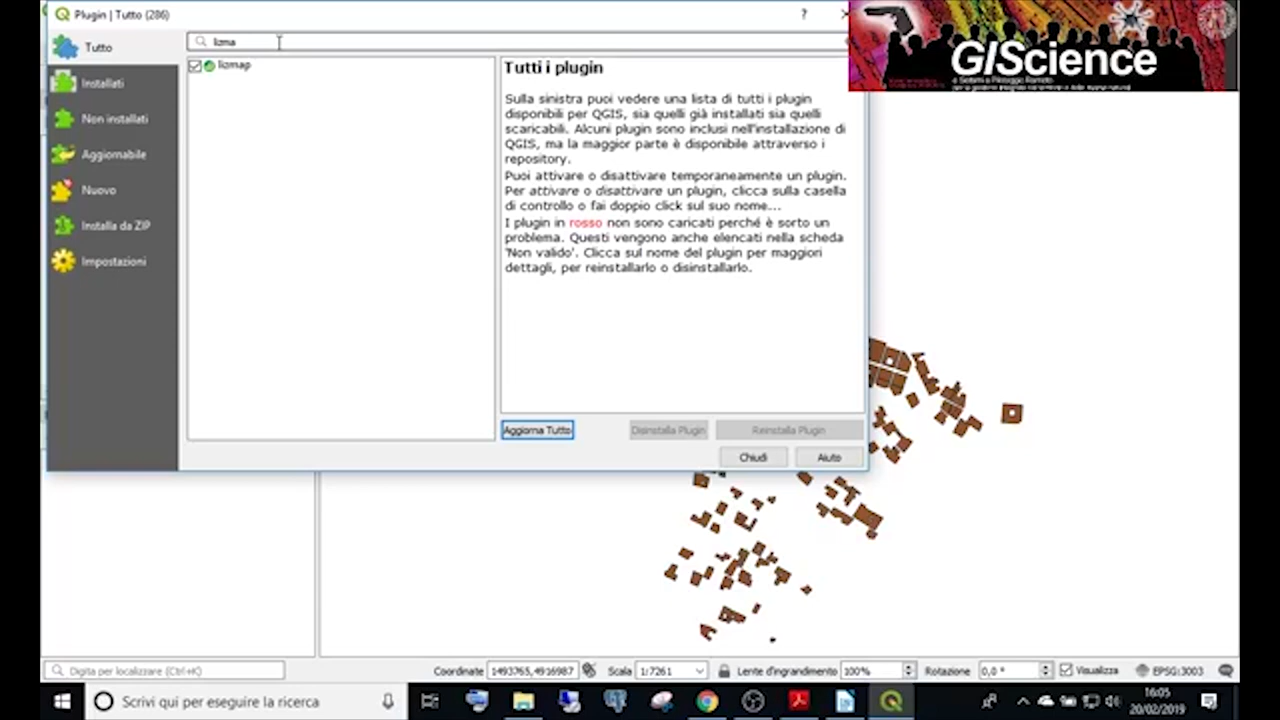 Plugin | Tutto (286)
?
Tutto
Installati
Non installati
Aggiornabile
Nuovo
Installa da ZIP
Impostazioni
lizma
lizmap
Tutti i plugin
Sulla sinistra puoi vedere una lista di tutti i plugin
disponibili per QGIS, sia quelli già installati sia quelli
scaricabili. Alcuni plugin sono inclusi nell'installazione di
QGIS, ma la maggior parte è disponibile attraverso i
repository.
Puoi attivare o disattivare temporaneamente un plugin.
Per attivare o disattivare un plugin, clicca sulla casella
di controllo o fai doppio click sul suo nome...
I plugin in rosso non sono caricati perché è sorto un
problema. Questi vengono anche elencati nella scheda
'Non valido'. Clicca sul nome del plugin per maggiori
dettagli, per reinstallarlo o disinstallarlo.
Aggiorna Tutto
Disinstalla Plugin
Reinstalla Plugin
Chiudi
Aiuto
GIScience
e Sistemi a Pilotaggio Remoto
Digita per localizzare (Ctrl+K)
Coordinate 1493765,4916987
Scala 1:7261
Lente d'ingrandimento 100%
Rotazione 0,0 °
Visualizza
EPSG:3003
Scrivi qui per eseguire la ricerca
16:05
20/02/2019